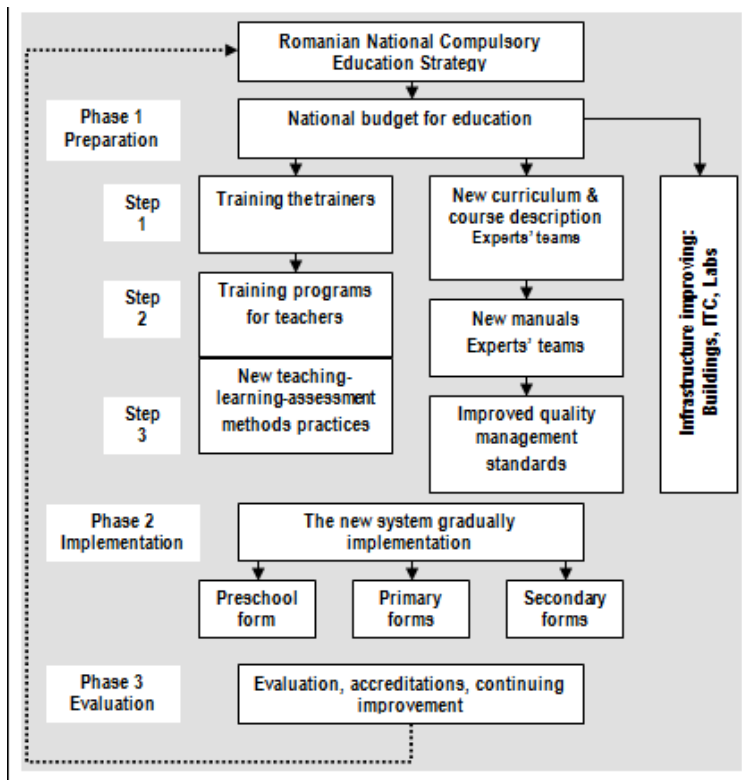 Romanian National Compulsory
Education Strategy
Phase 1
Preparation
National budget for education
Step
1
Training the trainers
New curriculum &
course description
Experts' teams
Infrastructure improving:
Buildings, ITC, Labs
Step
2
Training programs
for teachers
New manuals
Experts' teams
Step
3
New teaching-
learning-assessment
methods practices
Improved quality
management
standards
Phase 2
Implementation
The new system gradually
implementation
Preschool
form
Primary
forms
Secondary
forms
Phase 3
Evaluation
Evaluation, accreditations, continuing
improvement